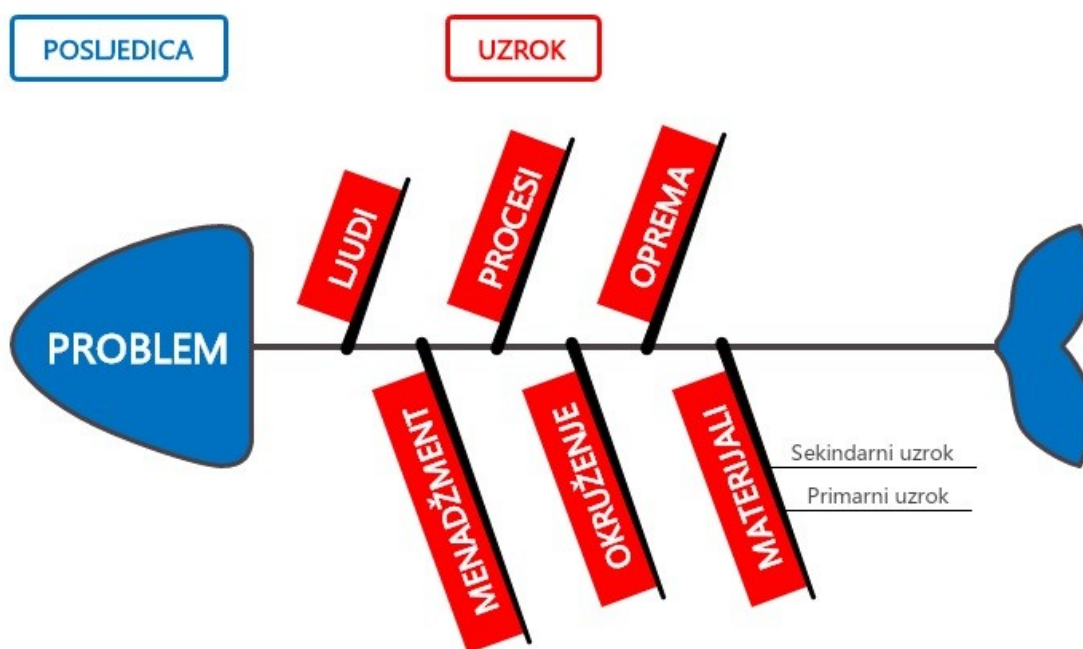 POSLJEDICA
UZROK
LJUDI
PROCESI
OPREMA
PROBLEM
MENADŽMENT
OKRUŽENJE
MATERIJALI
Sekindarni uzrok
Primarni uzrok